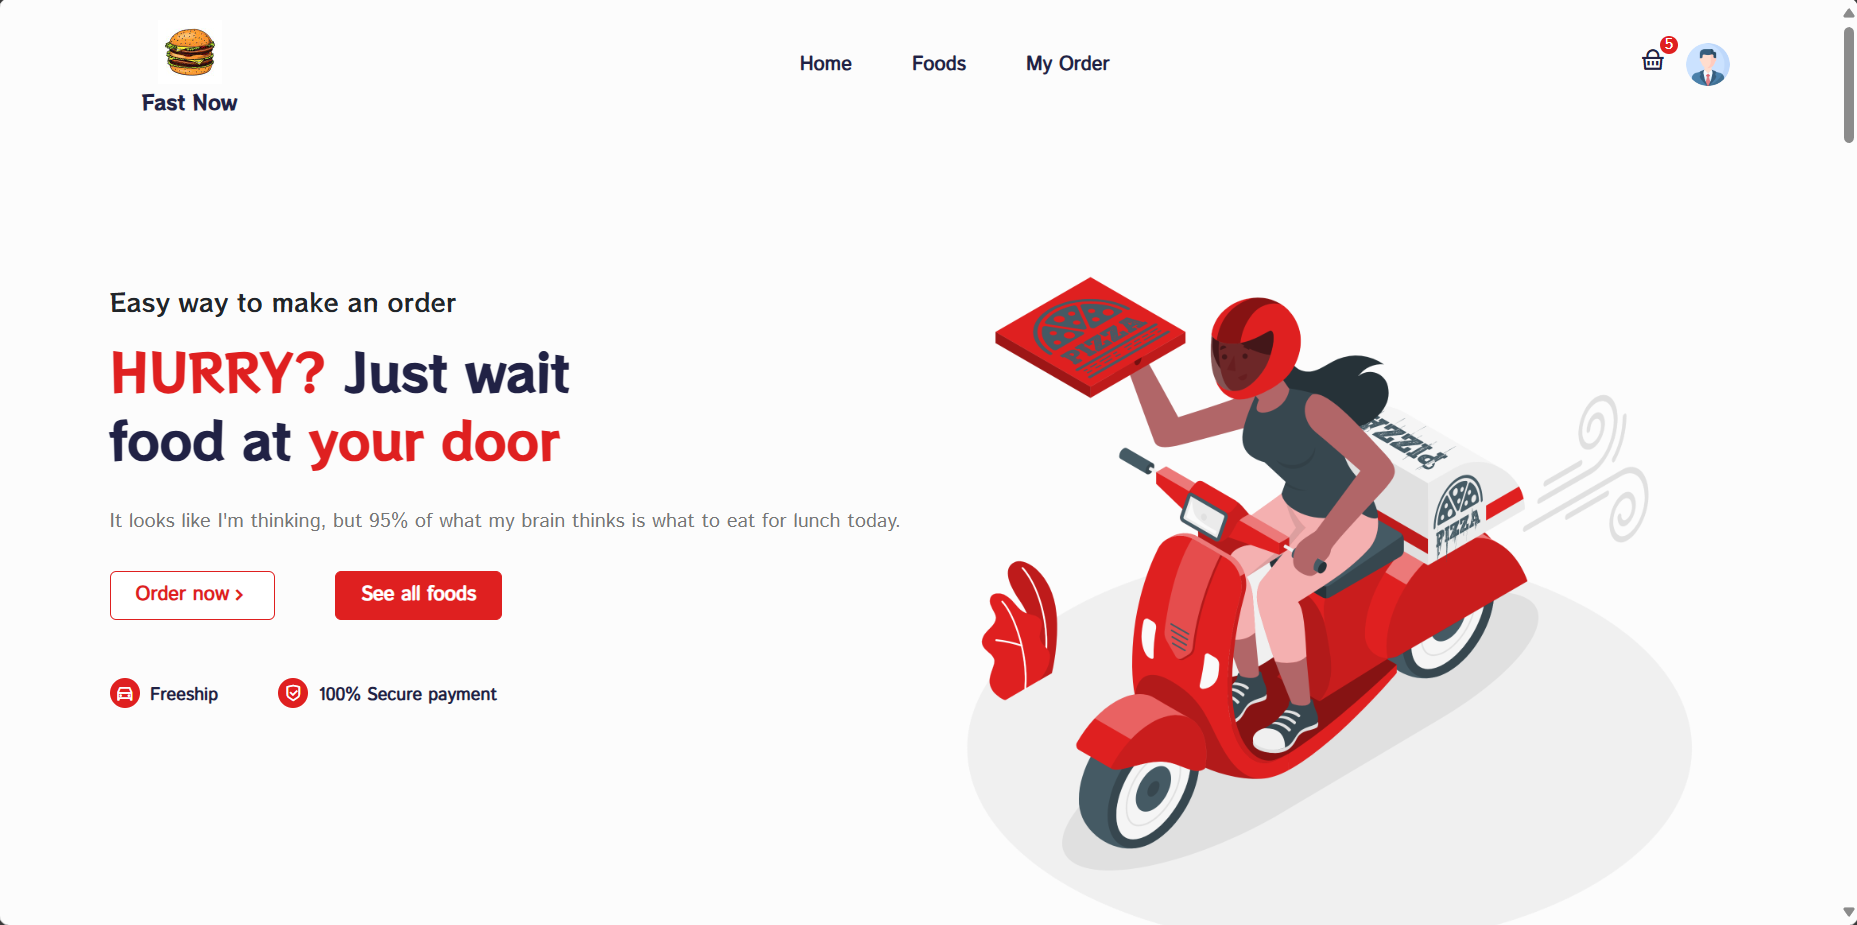 Fast Now
Home
Foods
My Order
5
Easy way to make an order
HURRY? Just wait
food at your door
It looks like I'm thinking, but 95% of what my brain thinks is what to eat for lunch today.
Order now
See all foods
Freeship
100% Secure payment
PIZZA
PIZZA
PIZZA